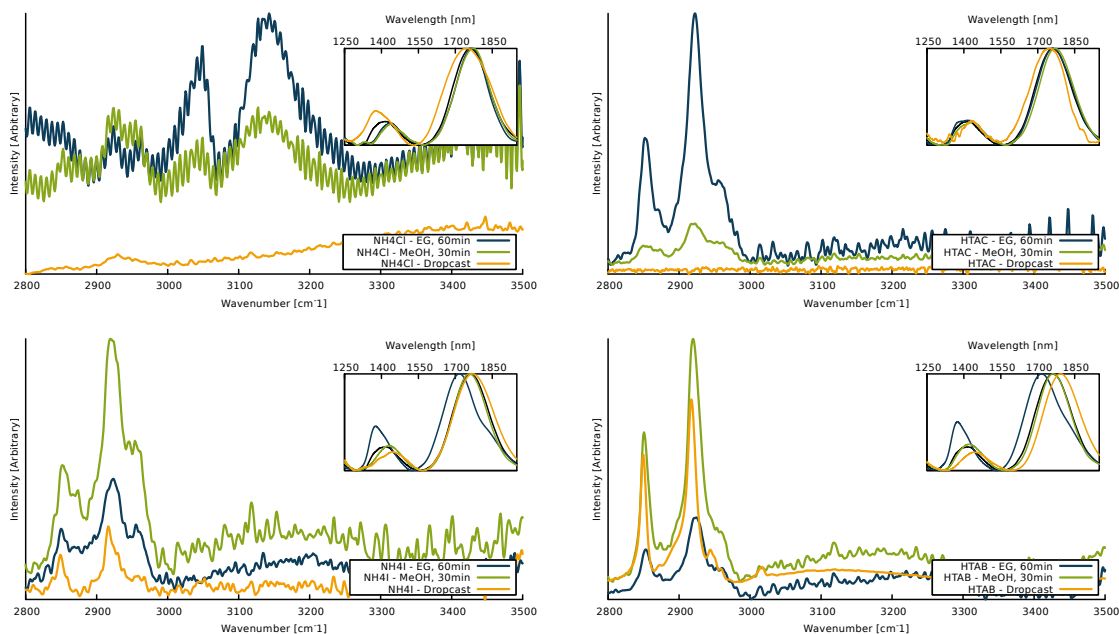 Wavelength [nm]
1250 1400 1550 1700 1850
Intensity [Arbitrary]
NH4Cl - EG, 60min
NH4Cl - MeOH, 30min
NH4Cl - Dropcast
2800 2900 3000 3100 3200 3300 3400 3500
Wavenumber [cm⁻1]
Wavelength [nm]
1250 1400 1550 1700 1850
Intensity [Arbitrary]
HTAC - EG, 60min
HTAC - MeOH, 30min
HTAC - Dropcast
2800 2900 3000 3100 3200 3300 3400 3500
Wavenumber [cm⁻1]
Wavelength [nm]
1250 1400 1550 1700 1850
Intensity [Arbitrary]
NH4I - EG, 60min
NH4I - MeOH, 30min
NH4I - Dropcast
2800 2900 3000 3100 3200 3300 3400 3500
Wavenumber [cm⁻1]
Wavelength [nm]
1250 1400 1550 1700 1850
Intensity [Arbitrary]
HTAB - EG, 60min
HTAB - MeOH, 30min
HTAB - Dropcast
2800 2900 3000 3100 3200 3300 3400 3500
Wavenumber [cm⁻1]